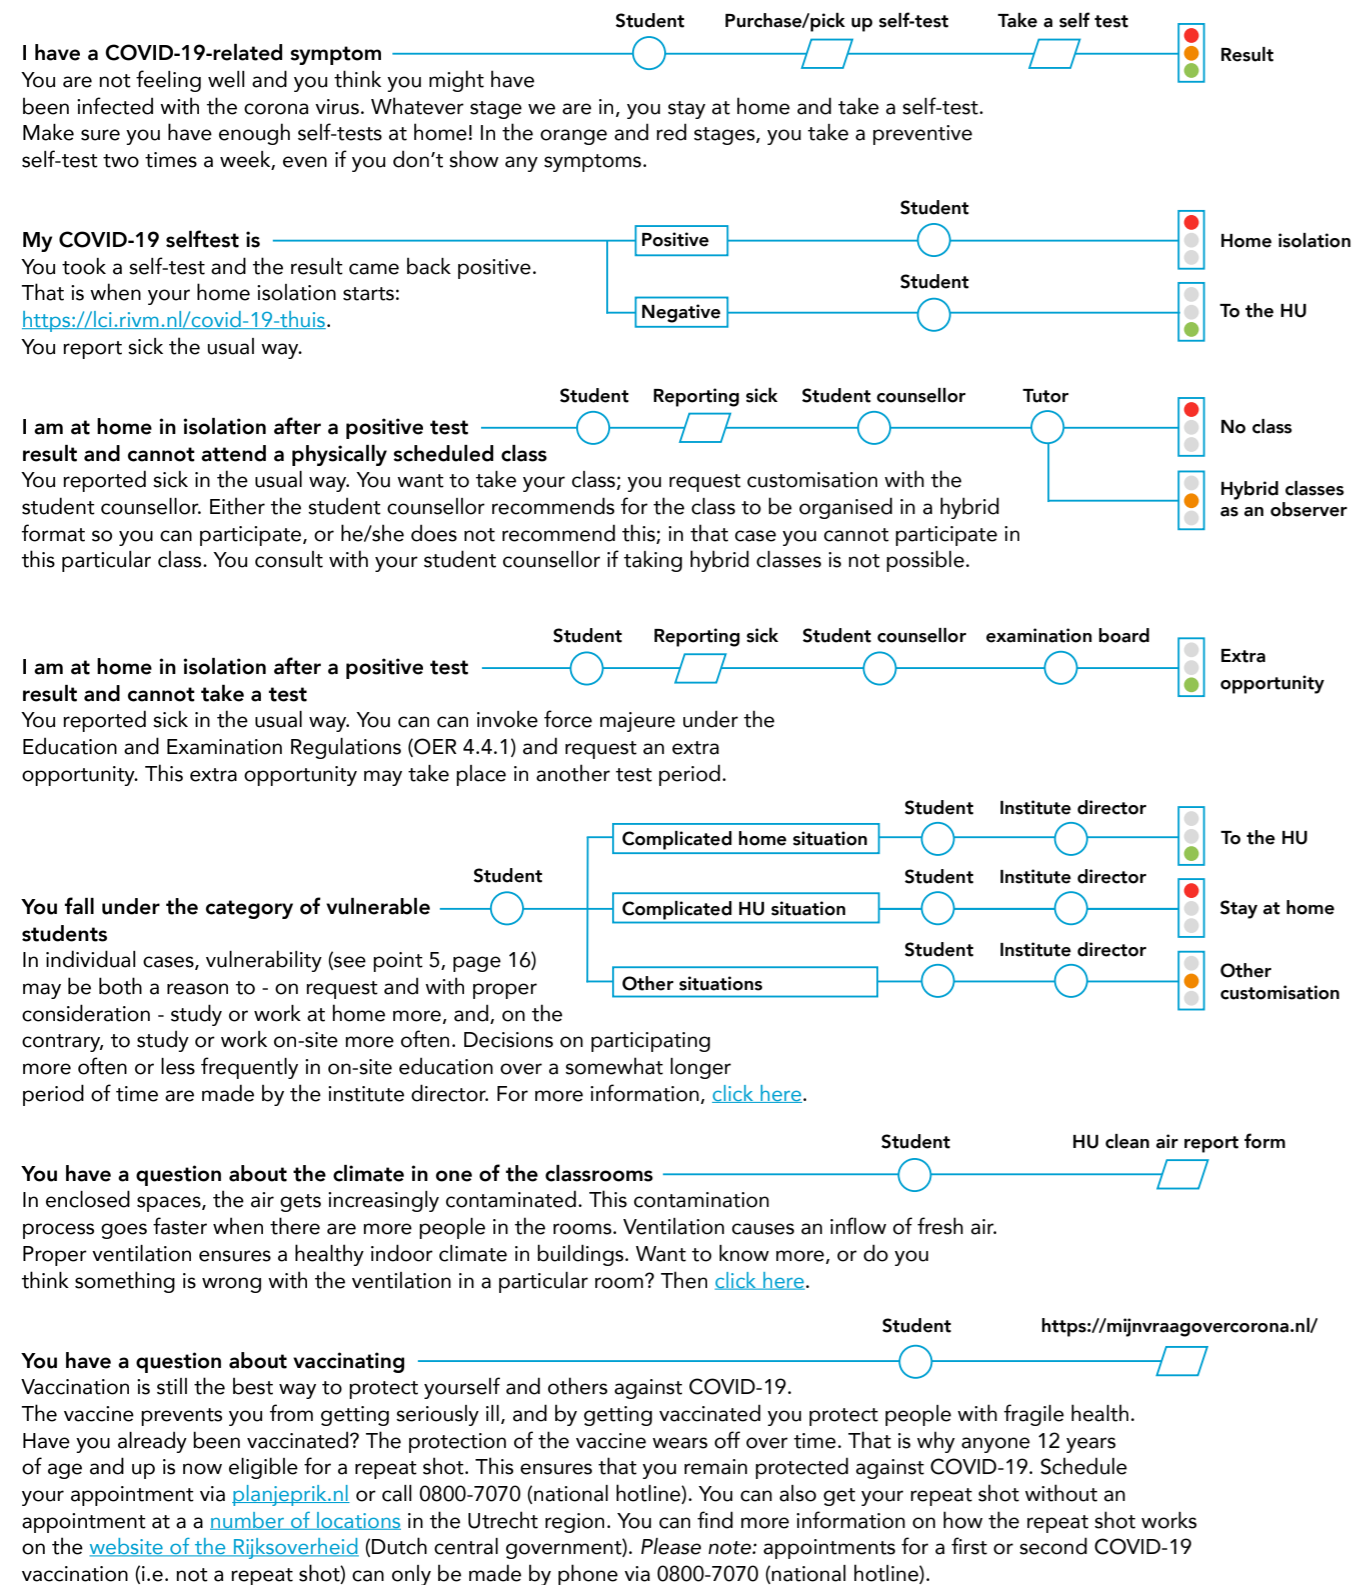 Student Purchase/pick up self-test Take a self test
I have a COVID-19-related symptom Result
You are not feeling well and you think you might have
been infected with the corona virus. Whatever stage we are in, you stay at home and take a self-test.
Make sure you have enough self-tests at home! In the orange and red stages, you take a preventive
self-test two times a week, even if you don't show any symptoms.
Student
My COVID-19 selftest is Positive Home isolation
You took a self-test and the result came back positive.
That is when your home isolation starts: Student
https://lci.rivm.nl/covid-19-thuis. Negative To the HU
You report sick the usual way.
Student Reporting sick Student counsellor Tutor
I am at home in isolation after a positive test No class
result and cannot attend a physically scheduled class
You reported sick in the usual way. You want to take your class; you request customisation with the
student counsellor. Either the student counsellor recommends for the class to be organised in a hybrid
format so you can participate, or he/she does not recommend this; in that case you cannot participate in
this particular class. You consult with your student counsellor if taking hybrid classes is not possible.
Hybrid classes
as an observer
Student Reporting sick Student counsellor examination board
I am at home in isolation after a positive test
result and cannot take a test
Extra
opportunity
You reported sick in the usual way. You can can invoke force majeure under the
Education and Examination Regulations (OER 4.4.1) and request an extra
opportunity. This extra opportunity may take place in another test period.
Student Institute director
Complicated home situation To the HU
Student
Student Institute director
You fall under the category of vulnerable Complicated HU situation Stay at home
students
Student Institute director
Other situations
Other
customisation
In individual cases, vulnerability (see point 5, page 16)
may be both a reason to - on request and with proper
consideration - study or work at home more, and, on the
contrary, to study or work on-site more often. Decisions on participating
more often or less frequently in on-site education over a somewhat longer
period of time are made by the institute director. For more information, click here.
Student HU clean air report form
You have a question about the climate in one of the classrooms
In enclosed spaces, the air gets increasingly contaminated. This contamination
process goes faster when there are more people in the rooms. Ventilation causes an inflow of fresh air.
Proper ventilation ensures a healthy indoor climate in buildings. Want to know more, or do you
think something is wrong with the ventilation in a particular room? Then click here.
Student https://mijnvraagovercorona.nl/
You have a question about vaccinating
Vaccination is still the best way to protect yourself and others against COVID-19.
The vaccine prevents you from getting seriously ill, and by getting vaccinated you protect people with fragile health.
Have you already been vaccinated? The protection of the vaccine wears off over time. That is why anyone 12 years
of age and up is now eligible for a repeat shot. This ensures that you remain protected against COVID-19. Schedule
your appointment via planjeprik.nl or call 0800-7070 (national hotline). You can also get your repeat shot without an
appointment at a a number of locations in the Utrecht region. You can find more information on how the repeat shot works
on the website of the Rijksoverheid (Dutch central government). Please note: appointments for a first or second COVID-19
vaccination (i.e. not a repeat shot) can only be made by phone via 0800-7070 (national hotline).